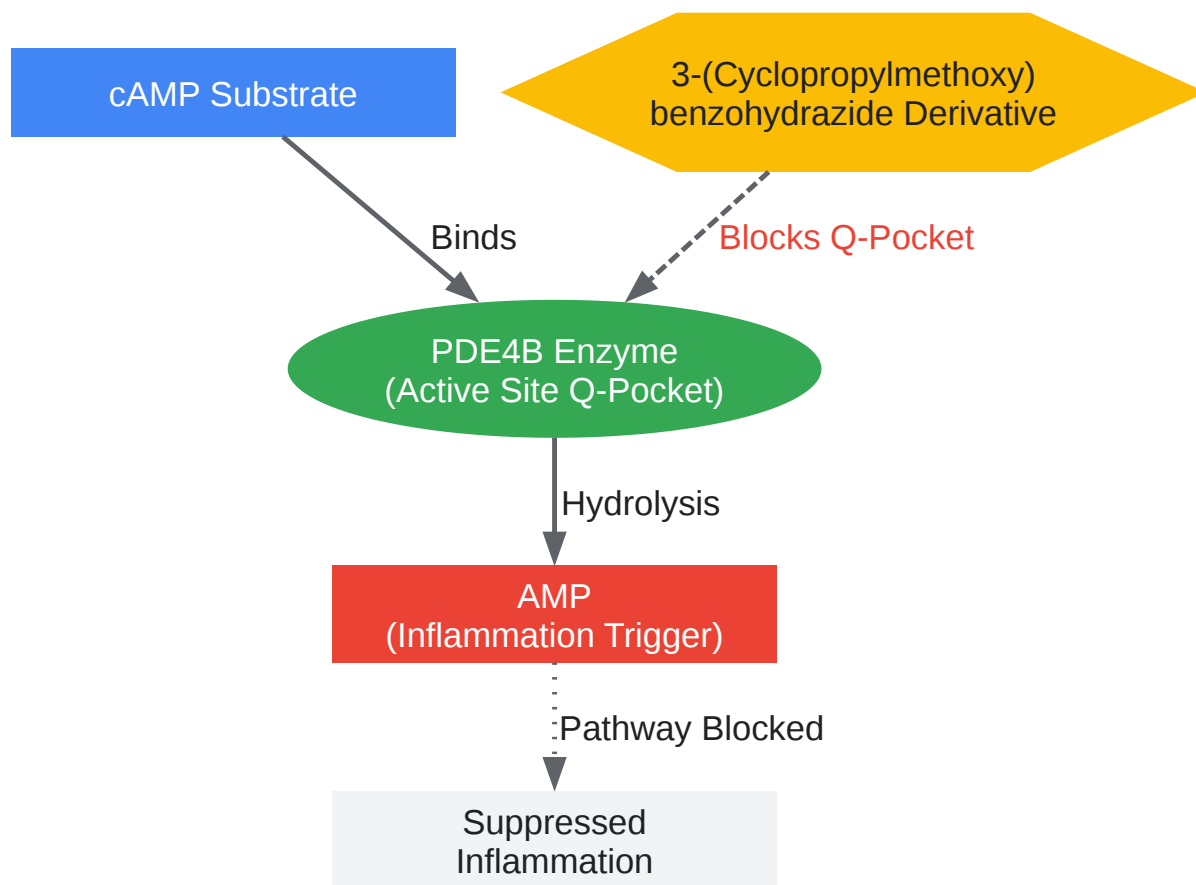 cAMP Substrate
3-(Cyclopropylmethoxy)
benzohydrazide Derivative
Binds
Blocks Q-Pocket
PDE4B Enzyme
(Active Site Q-Pocket)
Hydrolysis
AMP
(Inflammation Trigger)
Pathway Blocked
Suppressed
Inflammation